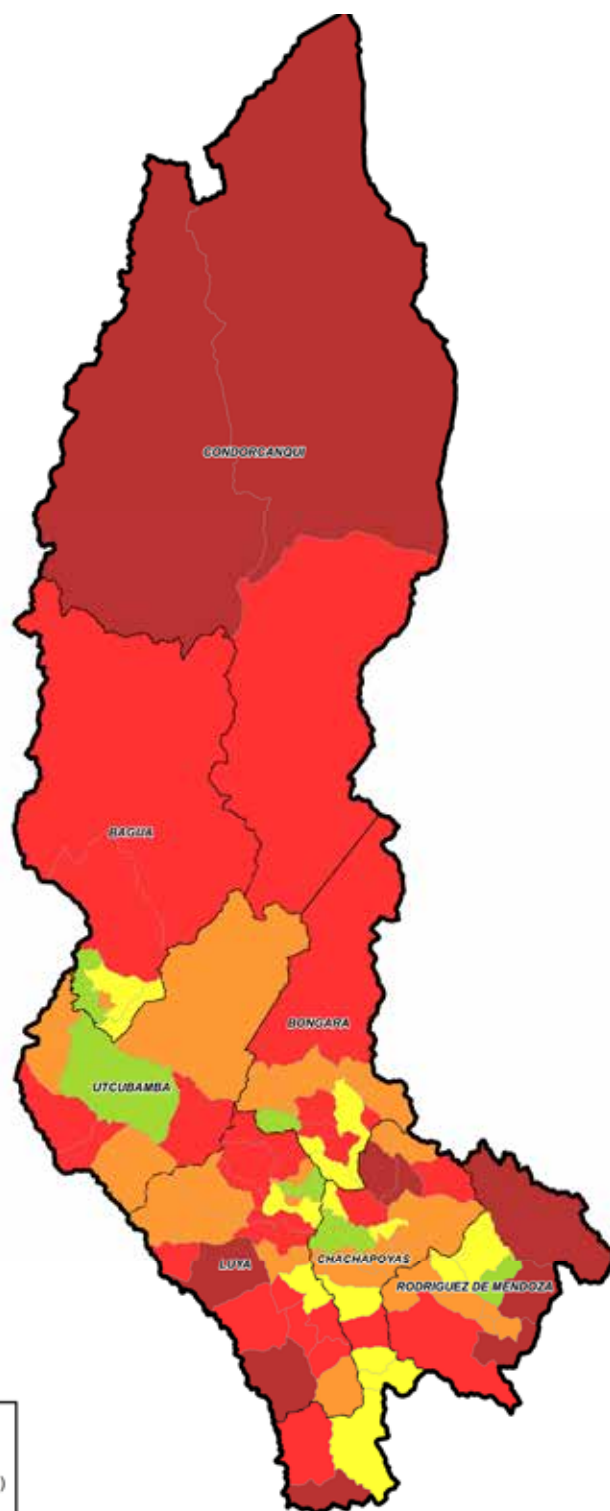 CONDORCANQUI
BAGUA
BONGARA
UTCUBAMBA
LUYA
CHACHAPOYAS
RODRIGUEZ DE MENDOZA
)